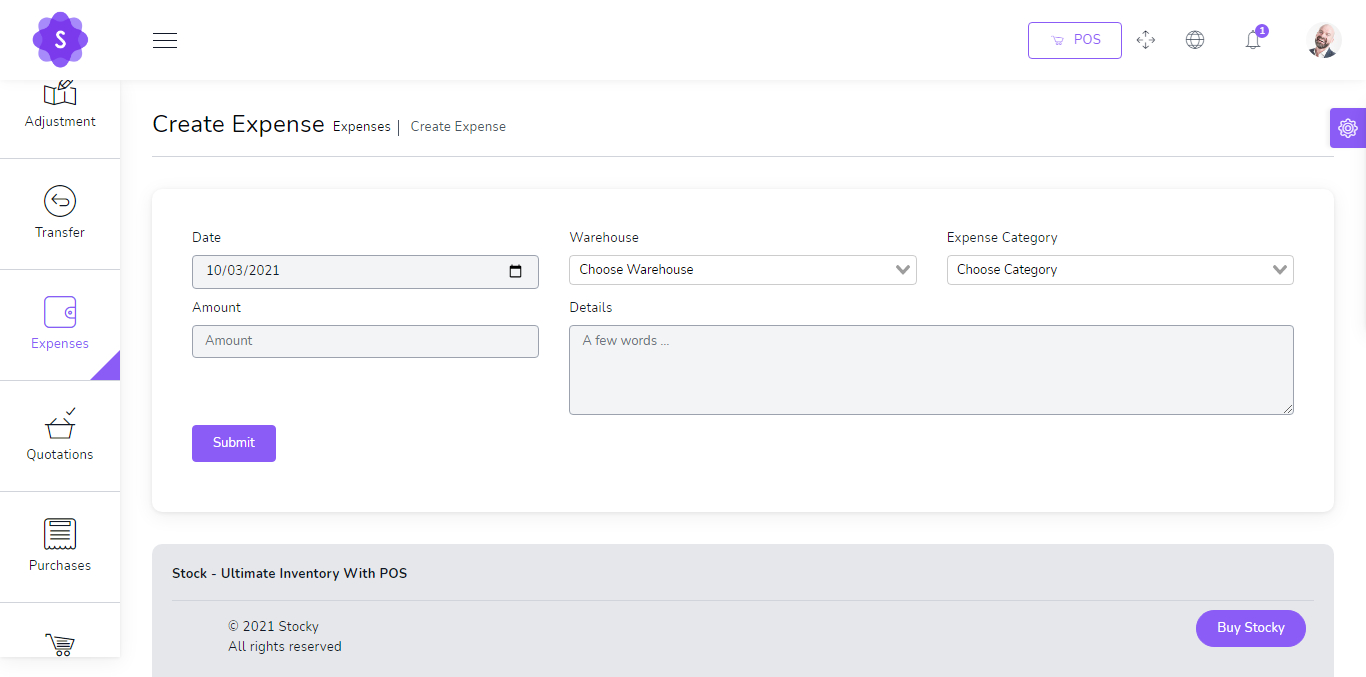 S
POS
1
Adjustment
Create Expense Expenses | Create Expense
Transfer
Date Warehouse Expense Category
10/03/2021 Choose Warehouse Choose Category
Amount Details
Amount A few words ...
Expenses
Submit
Quotations
Purchases
Stock - Ultimate Inventory With POS
© 2021 Stocky
All rights reserved
Buy Stocky